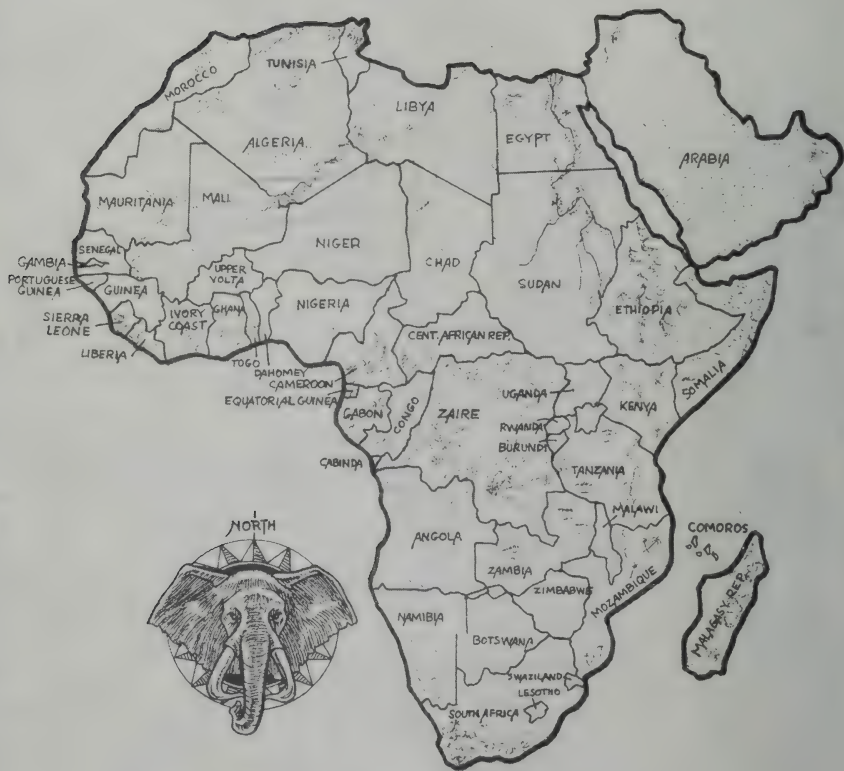 TUNISIA
MOROCCO
LIBYA
ALGERIA
EGYPT
ARABIA
MAURITANIA
MALI
NIGER
CHAD
SUDAN
SENEGAL
GAMBIA
PORTUGUESE
GUINEA
GUINEA
UPPER
VOLTA
NIGERIA
ETHIOPIA
SIERRA
LEONE
IVORY
COAST
GHANA
LIBERIA
TOGO
DAHOMEY
CAMEROON
EQUATORIAL GUINEA
CENT. AFRICAN REP.
SOMALIA
UGANDA
KENYA
GABON
CONGO
ZAIRE
RWANDA
BURUNDI
CABINDA
TANZANIA
MALAWI
COMOROS
ANGOLA
ZAMBIA
ZIMBABWE
MOZAMBIQUE
MALAGASY REP.
NAMIBIA
BOTSWANA
SWAZILAND
LESOTHO
SOUTH AFRICA
NORTH